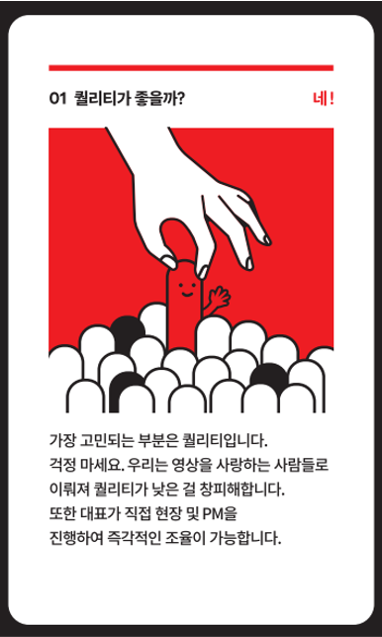 01 퀄리티가 좋을까? 네!
가장 고민되는 부분은 퀄리티입니다.
걱정 마세요. 우리는 영상을 사랑하는 사람들로
이뤄져 퀄리티가 낮은 걸 창피해합니다.
또한 대표가 직접 현장 및 PM을
진행하여 즉각적인 조율이 가능합니다.